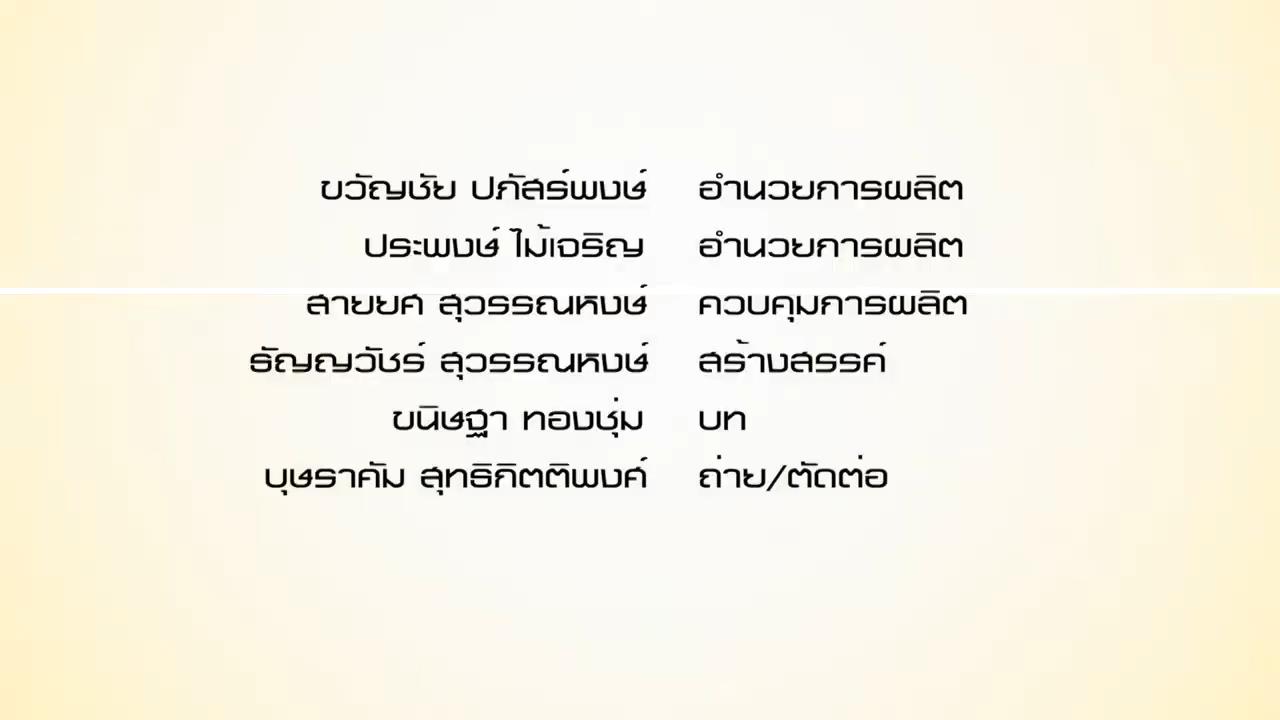 ขวัญชัย ปภัสร์พงษ์ อำนวยการผลิต
ประพงษ์ ไม้เจริญ อำนวยการผลิต
สายยศ สุวรรณหงษ์ ควบคุมการผลิต
ธัญญวัชร์ สุวรรณหงษ์ สร้างสรรค์
ขนิษฐา ทองชุ่ม บท
บุษราคัม สุทธิกิตติพงศ์ ถ่าย/ตัดต่อ